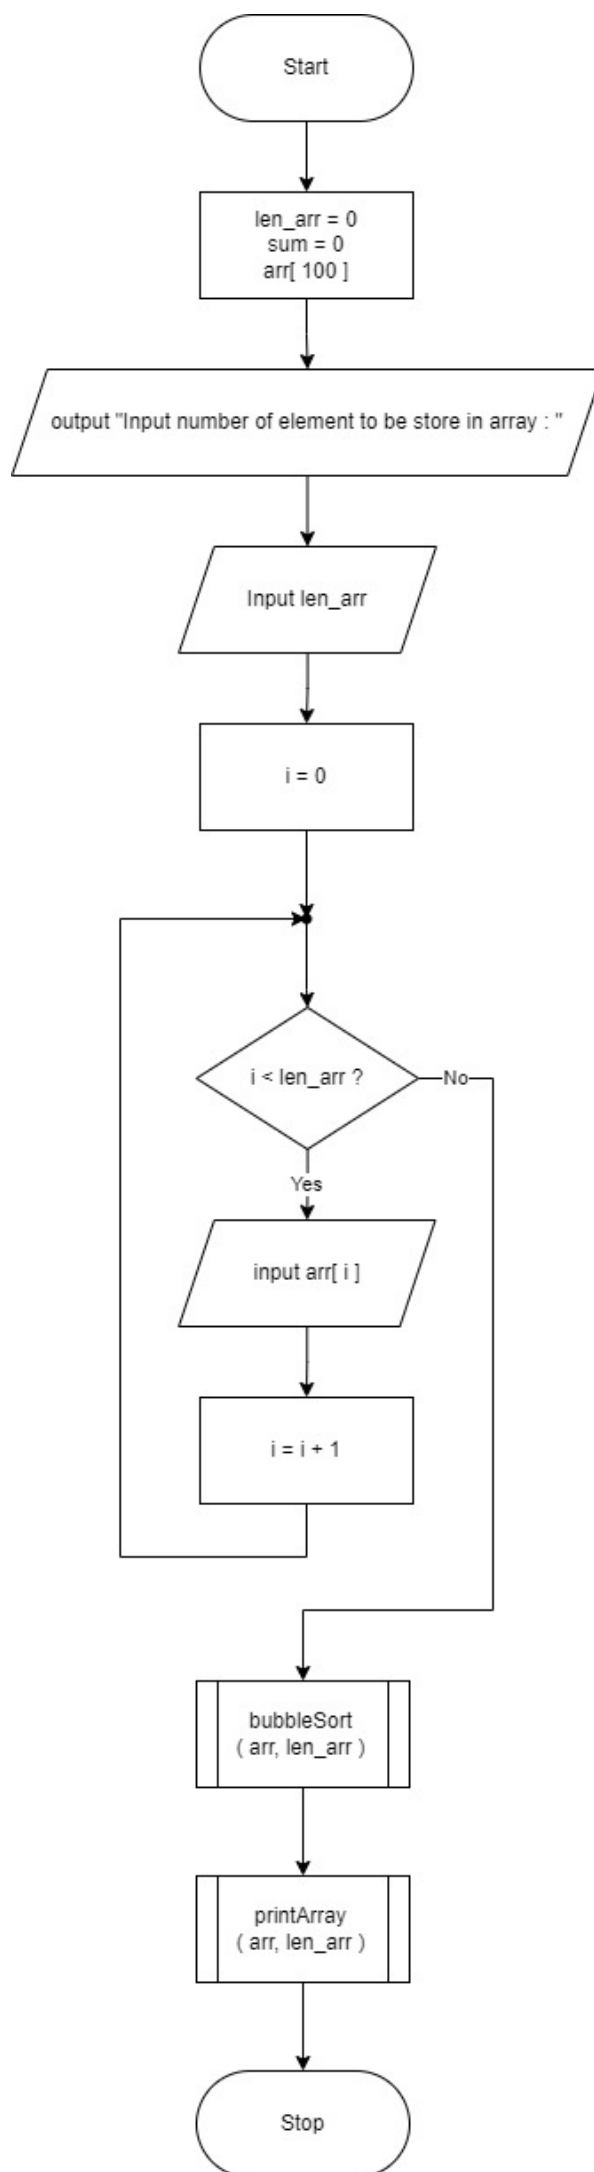 Start
len_arr = 0
sum = 0
arr[ 100 ]
output "Input number of element to be store in array : "
Input len_arr
i = 0
i < len_arr ?
No
Yes
input arr[ i ]
i = i + 1
bubbleSort
( arr, len_arr )
printArray
( arr, len_arr )
Stop